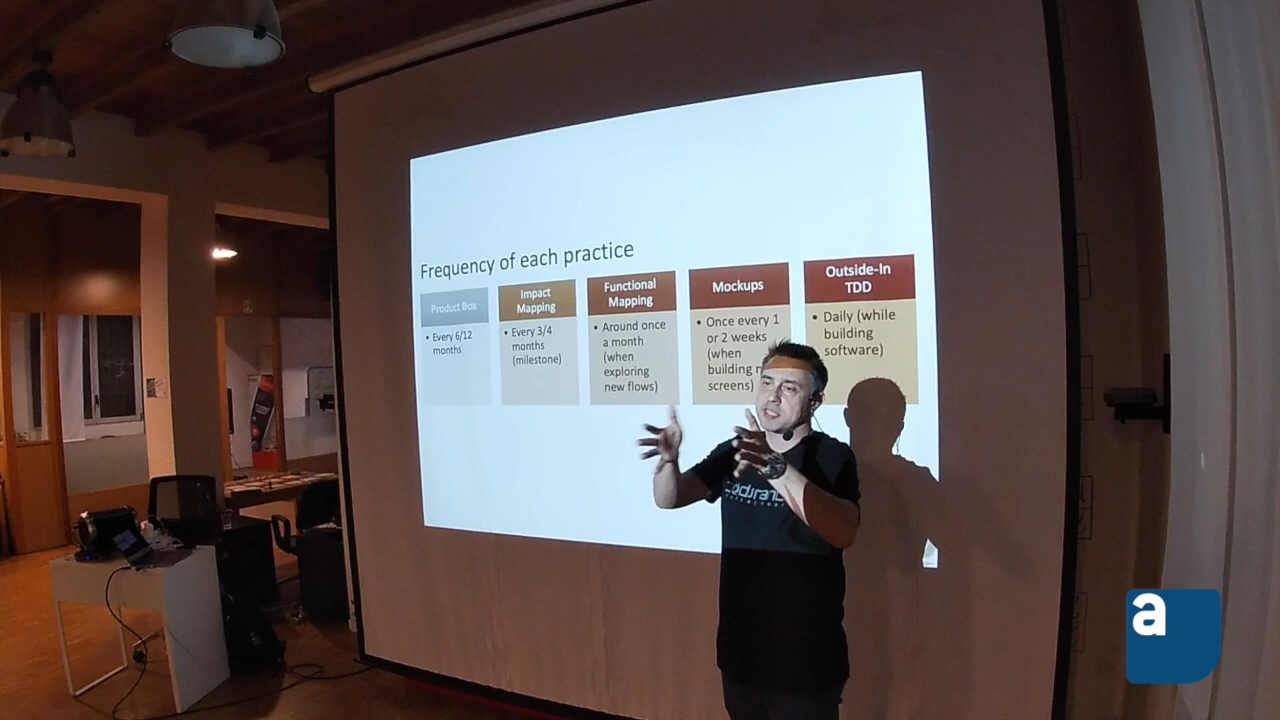 Frequency of each practice
Product Box
• Every 6/12
months
Impact
Mapping
• Every 3/4
months
(milestone)
Functional
Mapping
• Around once
a month
(when
exploring
new flows)
Mockups
• Once every 1
or 2 weeks
(when
building
screens)
Outside-In
TDD
• Daily (while
building
software)
a